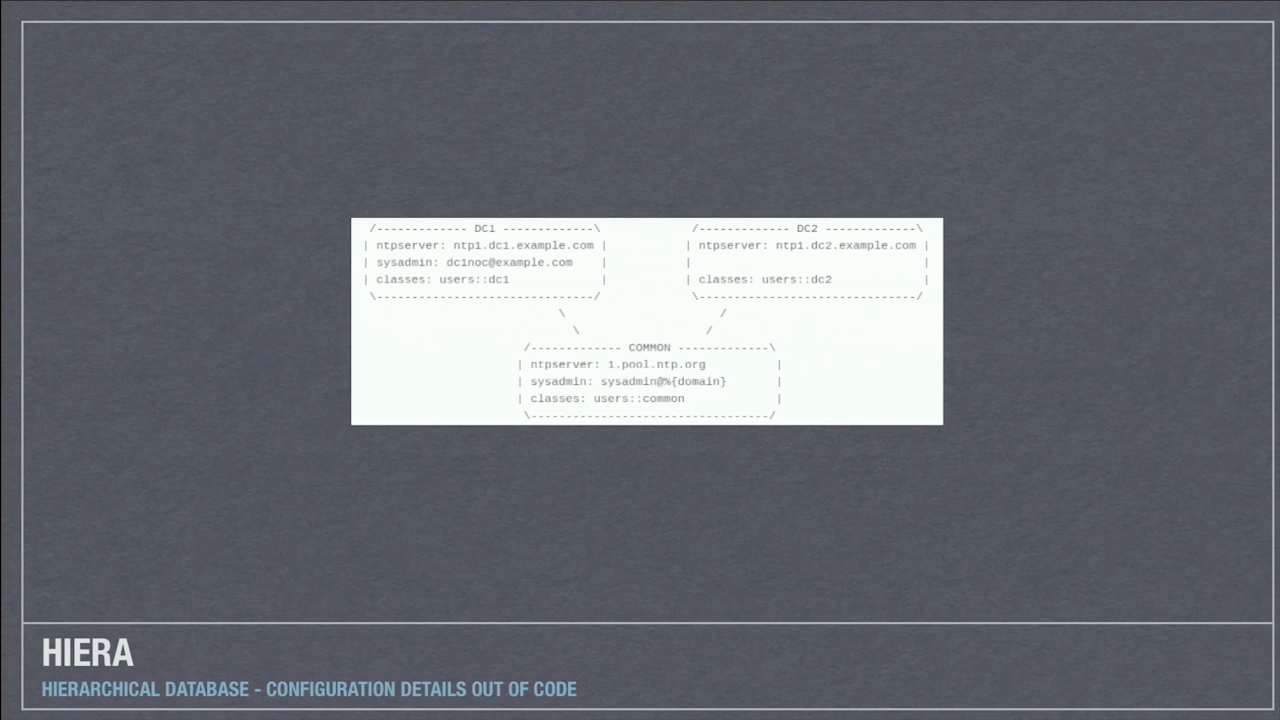 /------------- DC1 -------------\            /------------- DC2 -------------\
| ntpserver: ntp1.dc1.example.com |          | ntpserver: ntp1.dc2.example.com |
| sysadmin: dc1noc@example.com    |          |                                 |
| classes: users::dc1             |          | classes: users::dc2             |
\-------------------------------/            \-------------------------------/
\                      /
\                  /
/------------- COMMON -------------\
| ntpserver: 1.pool.ntp.org          |
| sysadmin: sysadmin@%{domain}       |
| classes: users::common             |
\----------------------------------/
HIERA
HIERARCHICAL DATABASE - CONFIGURATION DETAILS OUT OF CODE